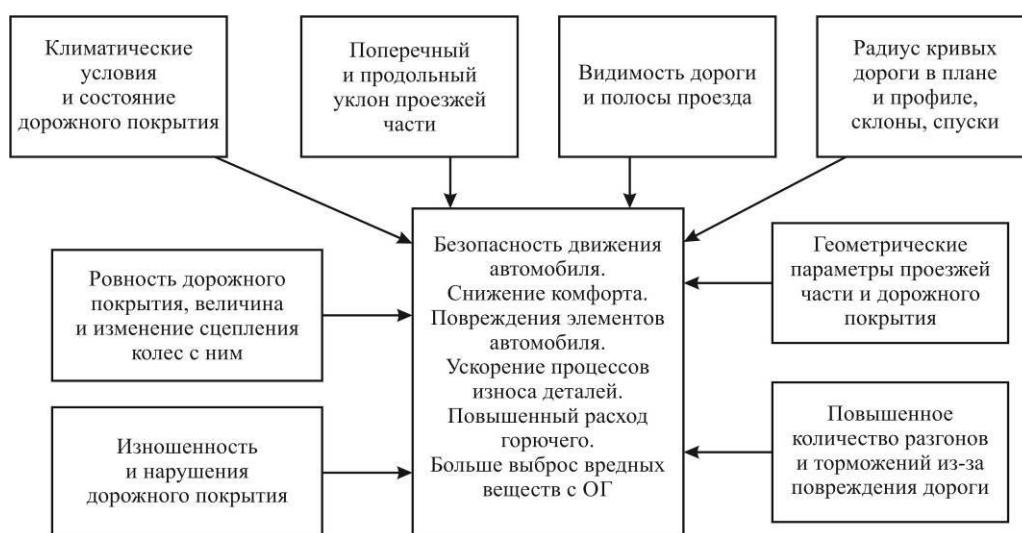 Климатические
условия
и состояние
дорожного покрытия
Поперечный
и продольный
уклон проезжей
части
Видимость дороги
и полосы проезда
Радиус кривых
дороги в плане
и профиле,
склоны, спуски
Ровность дорожного
покрытия, величина
и изменение сцепления
колес с ним
Изношенность
и нарушения
дорожного покрытия
Безопасность движения
автомобиля.
Снижение комфорта.
Повреждения элементов
автомобиля.
Ускорение процессов
износа деталей.
Повышенный расход
горючего.
Больше выброс вредных
веществ с ОГ
Геометрические
параметры проезжей
части и дорожного
покрытия
Повышенное
количество разгонов
и торможений из-за
повреждения дороги